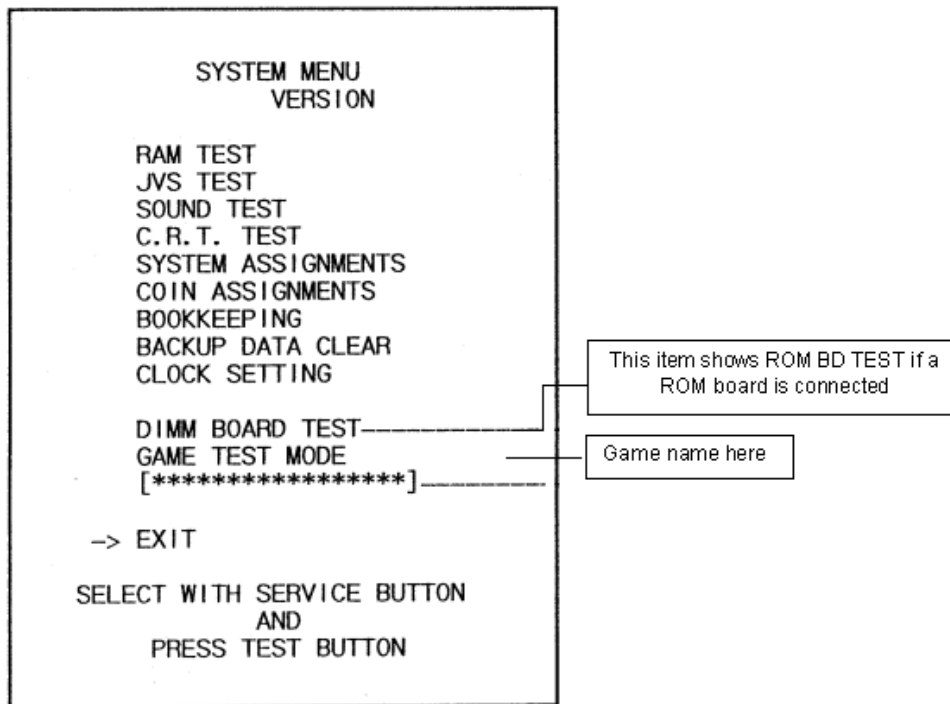 SYSTEM MENU
VERSION
RAM TEST
JVS TEST
SOUND TEST
C.R.T. TEST
SYSTEM ASSIGNMENTS
COIN ASSIGNMENTS
BOOKKEEPING
BACKUP DATA CLEAR
CLOCK SETTING
DIMM BOARD TEST
This item shows ROM BD TEST if a
ROM board is connected
GAME TEST MODE
Game name here
[******************]
-> EXIT
SELECT WITH SERVICE BUTTON
AND
PRESS TEST BUTTON